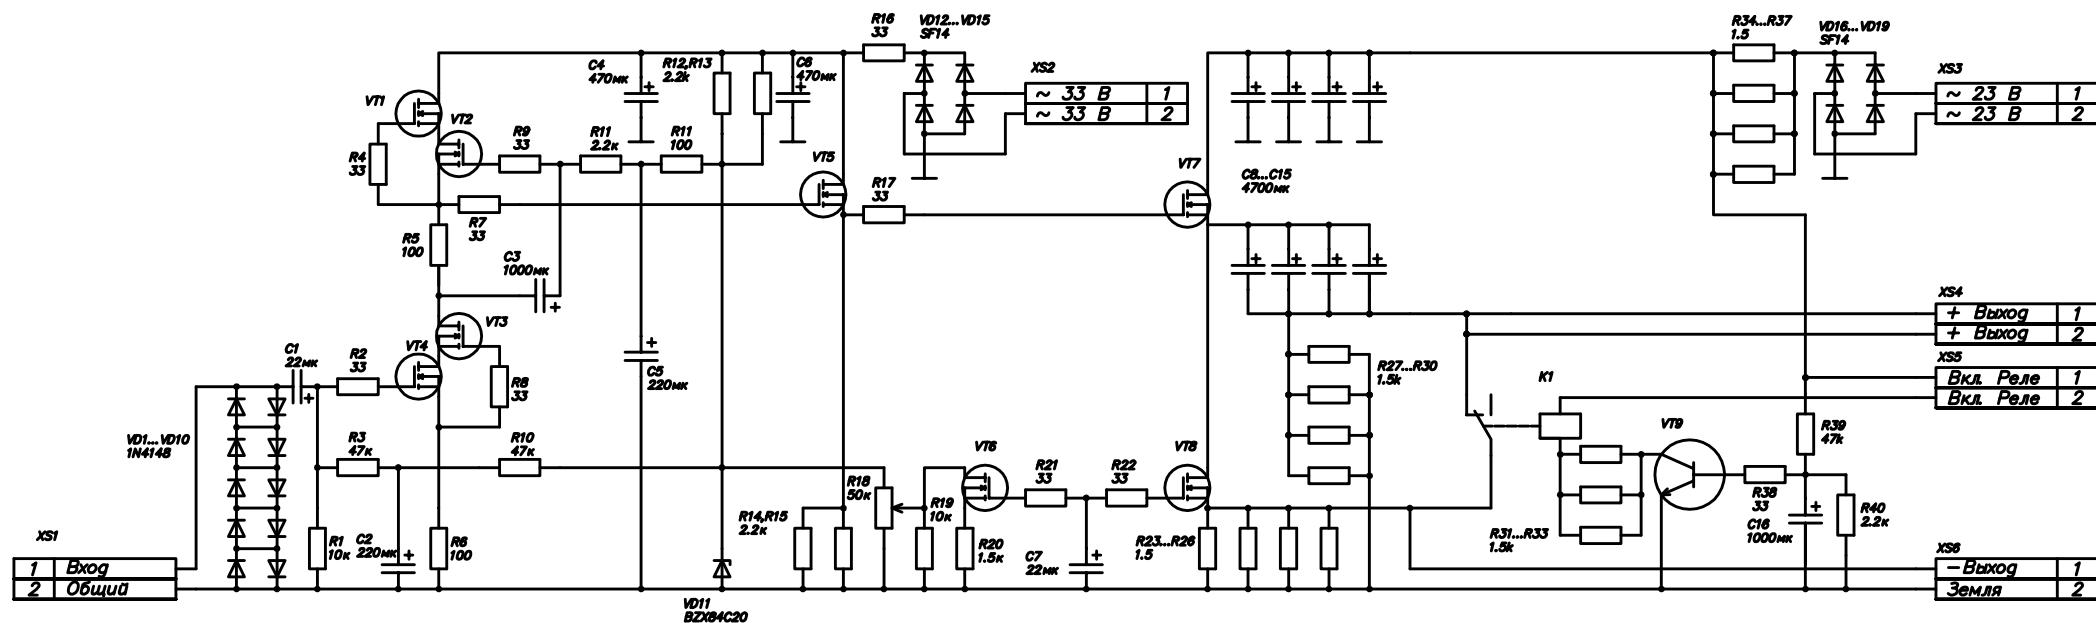 R16
33
VD12...VD15
SF14
R34...R37
1.5
VD16...VD19
SF14
C4
470мк
R12,R13
2.2k
C6
470мк
XS2
~ 33 В 1
~ 33 В 2
XS3
~ 23 В 1
~ 23 В 2
VT1
VT2
R4
33
R9
33
R11
2.2к
R11
100
VT5
R17
33
VT7
C8...C15
4700мк
R7
33
R5
100
C3
1000мк
VT3
VT4
XS4
+ Выход 1
+ Выход 2
XS5
Вкл. Реле 1
Вкл. Реле 2
C1
22мк
R2
33
R8
33
C5
220мк
R27...R30
1.5k
K1
VD1...VD10
1N4148
R3
47к
R10
47к
VT6
R21
33
R22
33
VT8
VT9
R39
47k
R18
50к
R19
10к
R38
33
R40
2.2к
C16
1000мк
XS1
1 Вход
2 Общий
R1
10к
C2
220мк
R6
100
R14,R15
2.2к
R20
1.5к
C7
22мк
R23...R26
1.5
R31...R33
1.5k
XS6
- Выход 1
Земля 2
VD11
BZX84C20